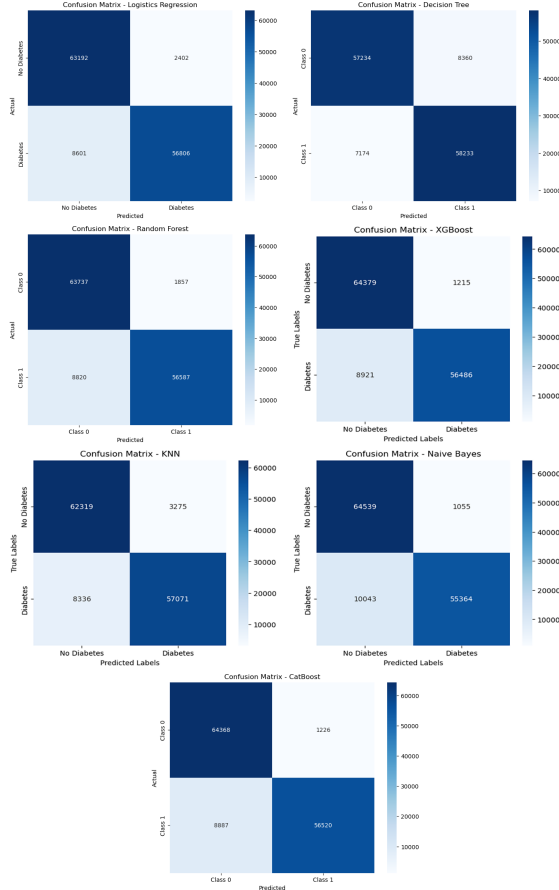 Confusion Matrix - Logistics Regression
60000
50000
40000
30000
20000
10000
No Diabetes
Diabetes
Actual
63192 2402
8601 56806
No Diabetes Diabetes
Predicted
Confusion Matrix - Decision Tree
50000
40000
30000
20000
10000
Class 0
Class 1
Actual
57234 8360
7174 58233
Class 0 Class 1
Predicted
Confusion Matrix - Random Forest
60000
50000
40000
30000
20000
10000
Class 0
Class 1
Actual
63737 1857
8820 56587
Class 0 Class 1
Predicted
Confusion Matrix - XGBoost
60000
50000
40000
30000
20000
10000
No Diabetes
Diabetes
True Labels
64379 1215
8921 56486
No Diabetes Diabetes
Predicted Labels
Confusion Matrix - KNN
60000
50000
40000
30000
20000
10000
No Diabetes
Diabetes
True Labels
62319 3275
8336 57071
No Diabetes Diabetes
Predicted Labels
Confusion Matrix - Naive Bayes
60000
50000
40000
30000
20000
10000
No Diabetes
Diabetes
True Labels
64539 1055
10043 55364
No Diabetes Diabetes
Predicted Labels
Confusion Matrix - CatBoost
60000
50000
40000
30000
20000
10000
Class 0
Class 1
Actual
64368 1226
8887 56520
Class 0 Class 1
Predicted